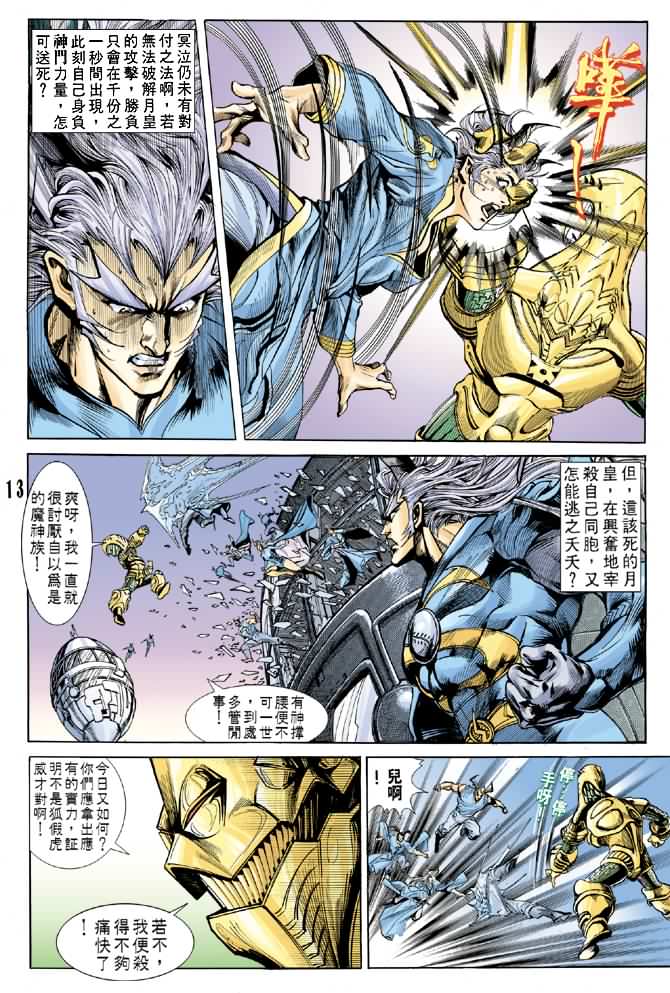 冥泣仍未有對
付之法啊，若
無法破解月皇
的攻擊，勝負
只會在千份之
一秒間出現，
此刻自己身負
神鬥力量，怎
可送死？
嘩！
13
但，這該死的月
皇，在興奮地宰
殺自己同胞，又
怎能逃之夭夭？
爽呀，我一直就
很討厭自以為是
的魔神族！
有神撐
腰便不
可一世
，到處
多管閒
事！
停，停
手呀！
兒啊
！
今日又如何？
你們應拿出應
有的實力，証
明不是狐假虎
威才對啊！
若不，
我便殺
得不夠
痛快了
！